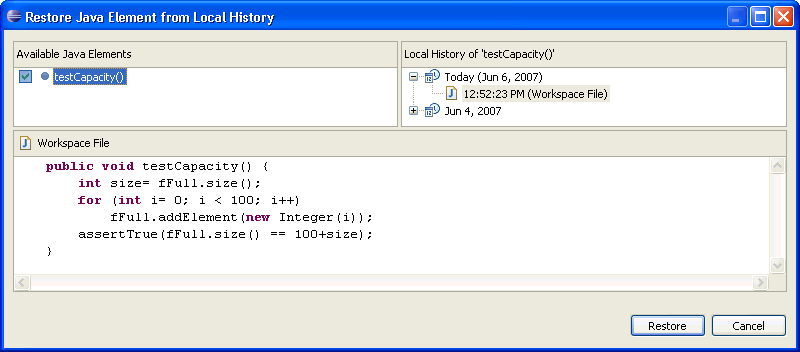 Restore Java Element from Local History
Available Java Elements
testCapacity()
Local History of 'testCapacity()'
Today (Jun 6, 2007)
12:52:23 PM (Workspace File)
Jun 4, 2007
Workspace File
public void testCapacity() {
    int size= fFull.size();
    for (int i= 0; i < 100; i++)
        fFull.addElement(new Integer(i));
    assertTrue(fFull.size() == 100+size);
}
Restore
Cancel